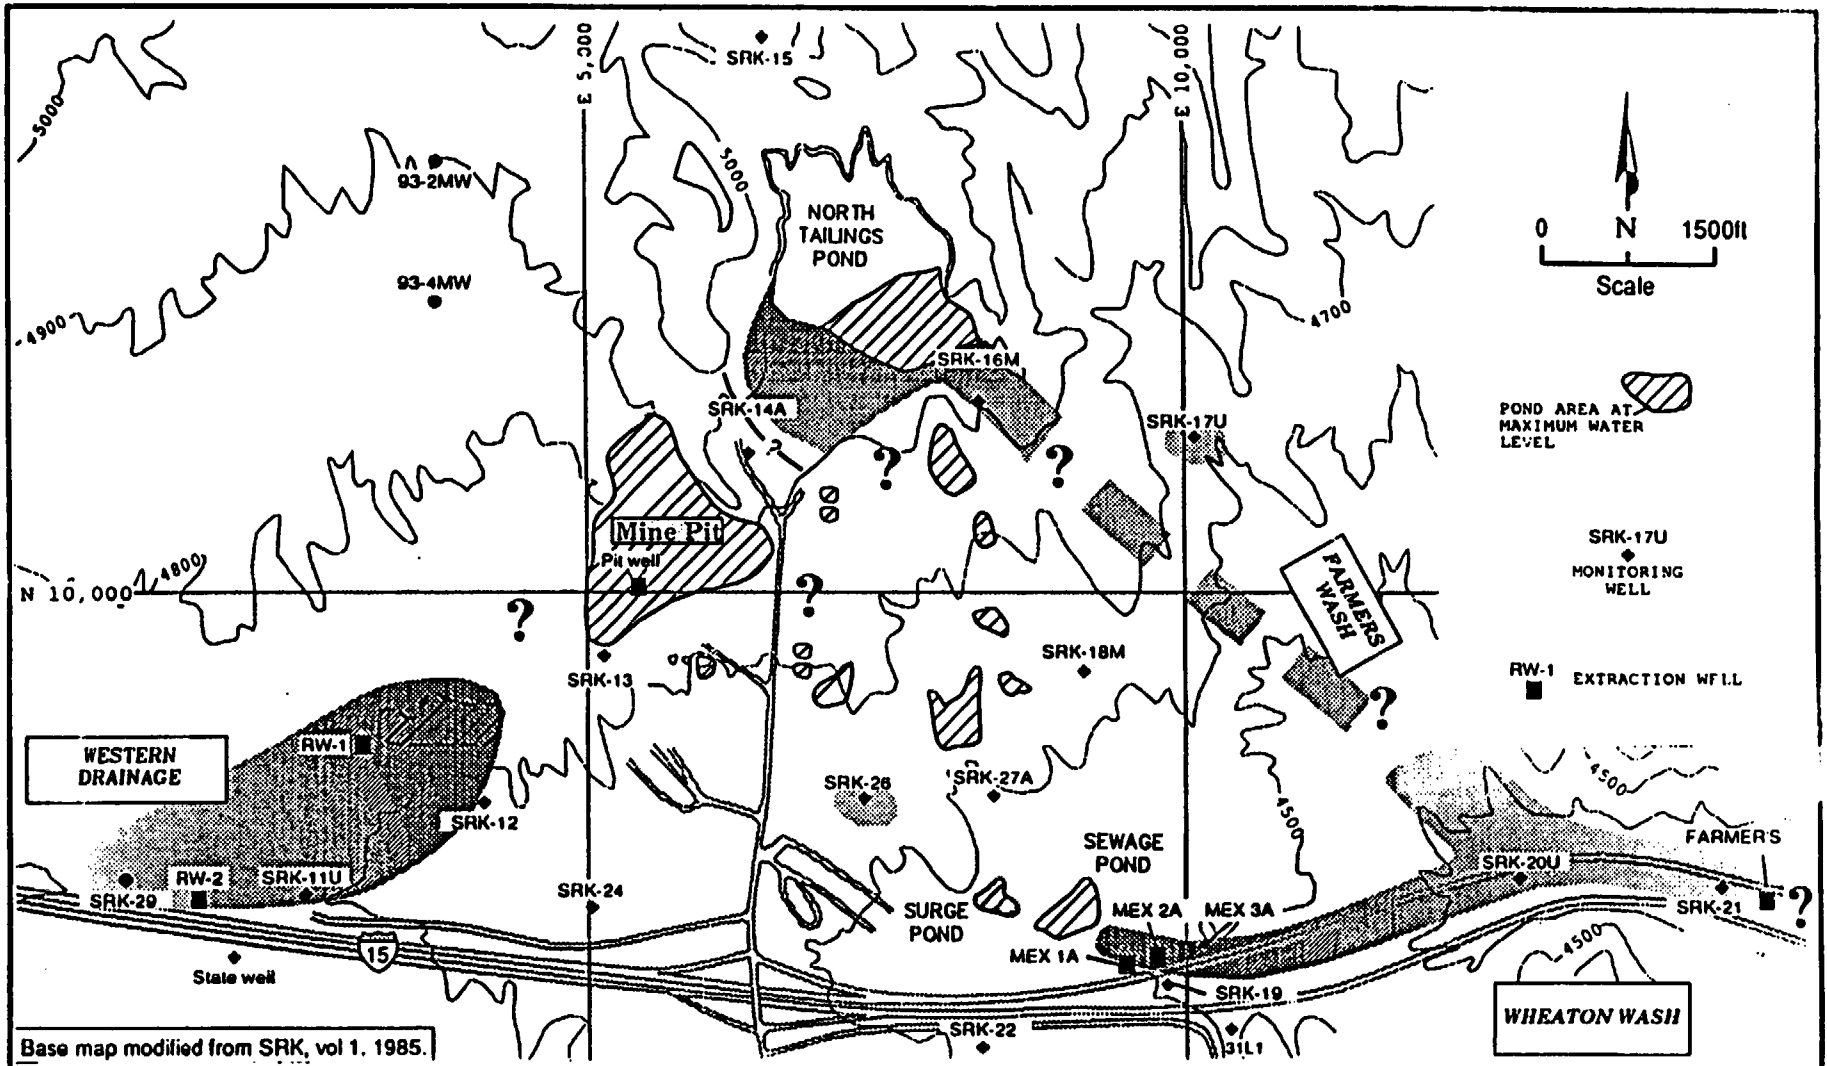 SRK-15
E 5,000
E 10,000
5000
5000
93-2MW
NORTH
TAILINGS
POND
0
N
1500ft
Scale
93-4MW
4900
4700
SRK-16M
SRK-14A
SRK-17U
POND AREA AT
MAXIMUM WATER
LEVEL
?
?
?
Mine Pit
Pit well
SRK-17U
MONITORING
WELL
4800
N 10,000
FARMERS
WASH
?
?
SRK-13
SRK-18M
RW-1
EXTRACTION WELL
?
WESTERN
DRAINAGE
RW-1
SRK-12
SRK-26
SRK-27A
4500
4500
SEWAGE
POND
FARMER'S
SRK-20U
SRK-29
RW-2
SRK-11U
SRK-24
SURGE
POND
MEX 2A
MEX 3A
SRK-21
?
MEX 1A
15
State well
SRK-19
4500
SRK-22
31L1
WHEATON WASH
Base map modified from SRK, vol 1. 1985.